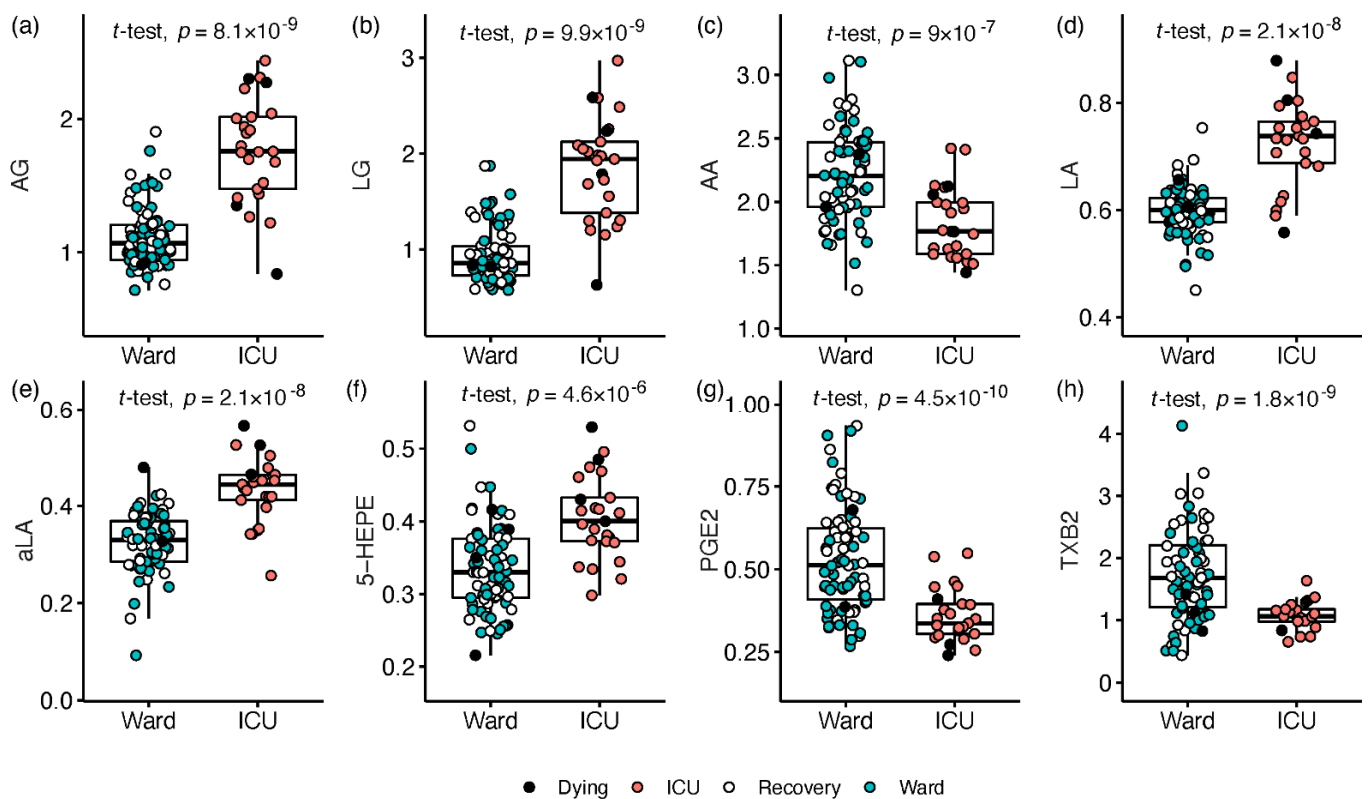 (a)
t-test, p = 8.1×10-9
AG
2
1
Ward
ICU
(b)
t-test, p = 9.9×10-9
LG
3
2
1
Ward
ICU
(c)
t-test, p = 9×10-7
AA
3.0
2.5
2.0
1.5
1.0
Ward
ICU
(d)
t-test, p = 2.1×10-8
LA
0.8
0.6
0.4
Ward
ICU
(e)
t-test, p = 2.1×10-8
aLA
0.6
0.4
0.2
0.0
Ward
ICU
(f)
t-test, p = 4.6×10-6
5-HEPE
0.5
0.4
0.3
0.2
Ward
ICU
(g)
t-test, p = 4.5×10-10
PGE2
1.00
0.75
0.50
0.25
Ward
ICU
(h)
t-test, p = 1.8×10-9
TXB2
4
3
2
1
0
Ward
ICU
Dying ICU Recovery Ward